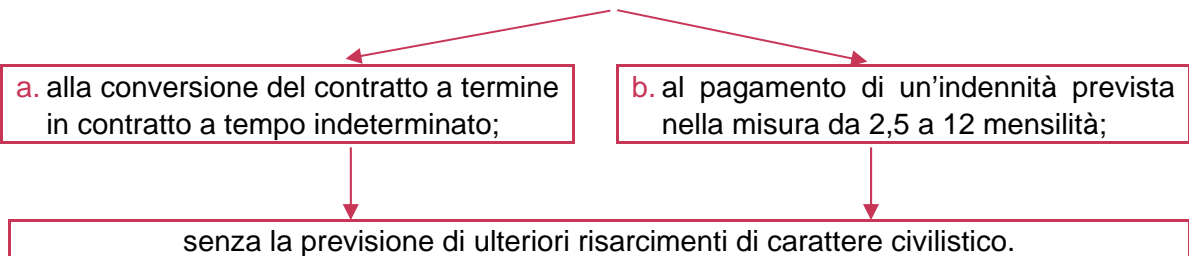 a. alla conversione del contratto a termine
in contratto a tempo indeterminato;
b. al pagamento di un'indennità prevista
nella misura da 2,5 a 12 mensilità;
senza la previsione di ulteriori risarcimenti di carattere civilistico.